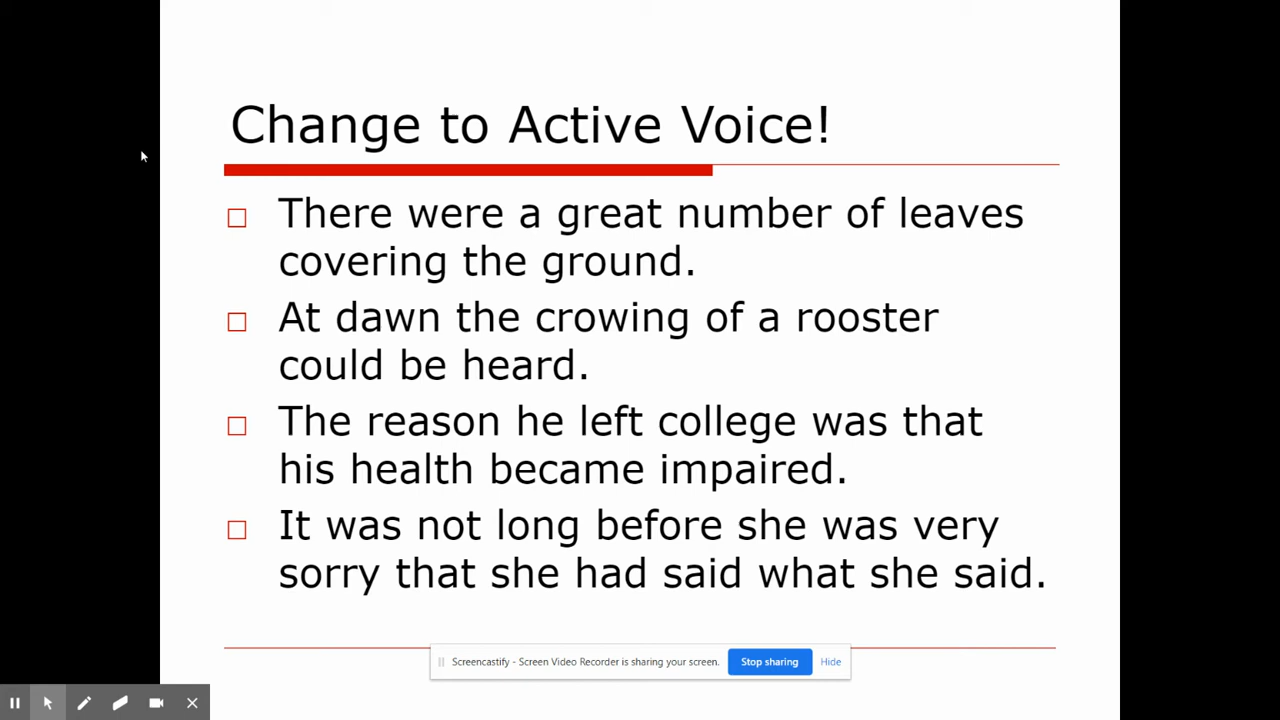 Change to Active Voice!
There were a great number of leaves
covering the ground.
At dawn the crowing of a rooster
could be heard.
The reason he left college was that
his health became impaired.
It was not long before she was very
sorry that she had said what she said.
Screencastify - Screen Video Recorder is sharing your screen. Stop sharing Hide